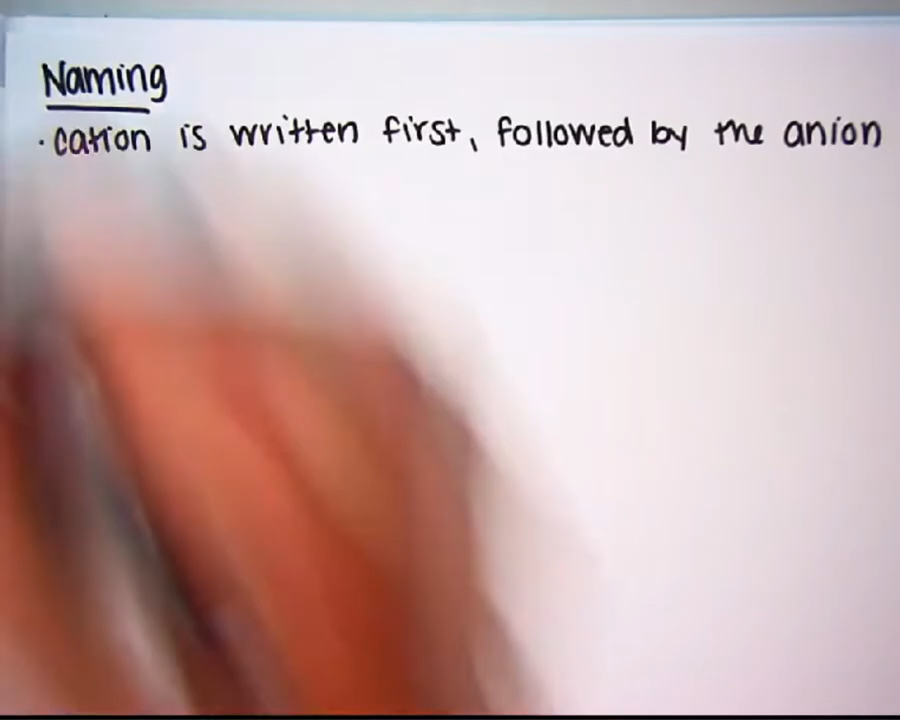 Naming
· cation is written first, followed by the anion